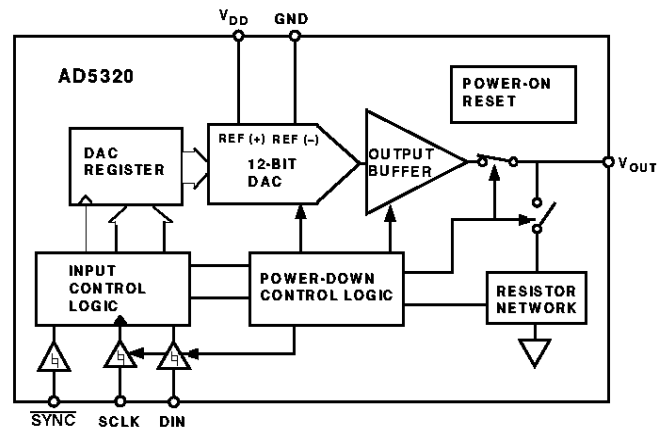 VDD GND
AD5320
POWER-ON
RESET
REF (+) REF (–)
12-BIT
DAC
DAC
REGISTER
OUTPUT
BUFFER
VOUT
INPUT
CONTROL
LOGIC
POWER-DOWN
CONTROL LOGIC
RESISTOR
NETWORK
SYNC SCLK DIN